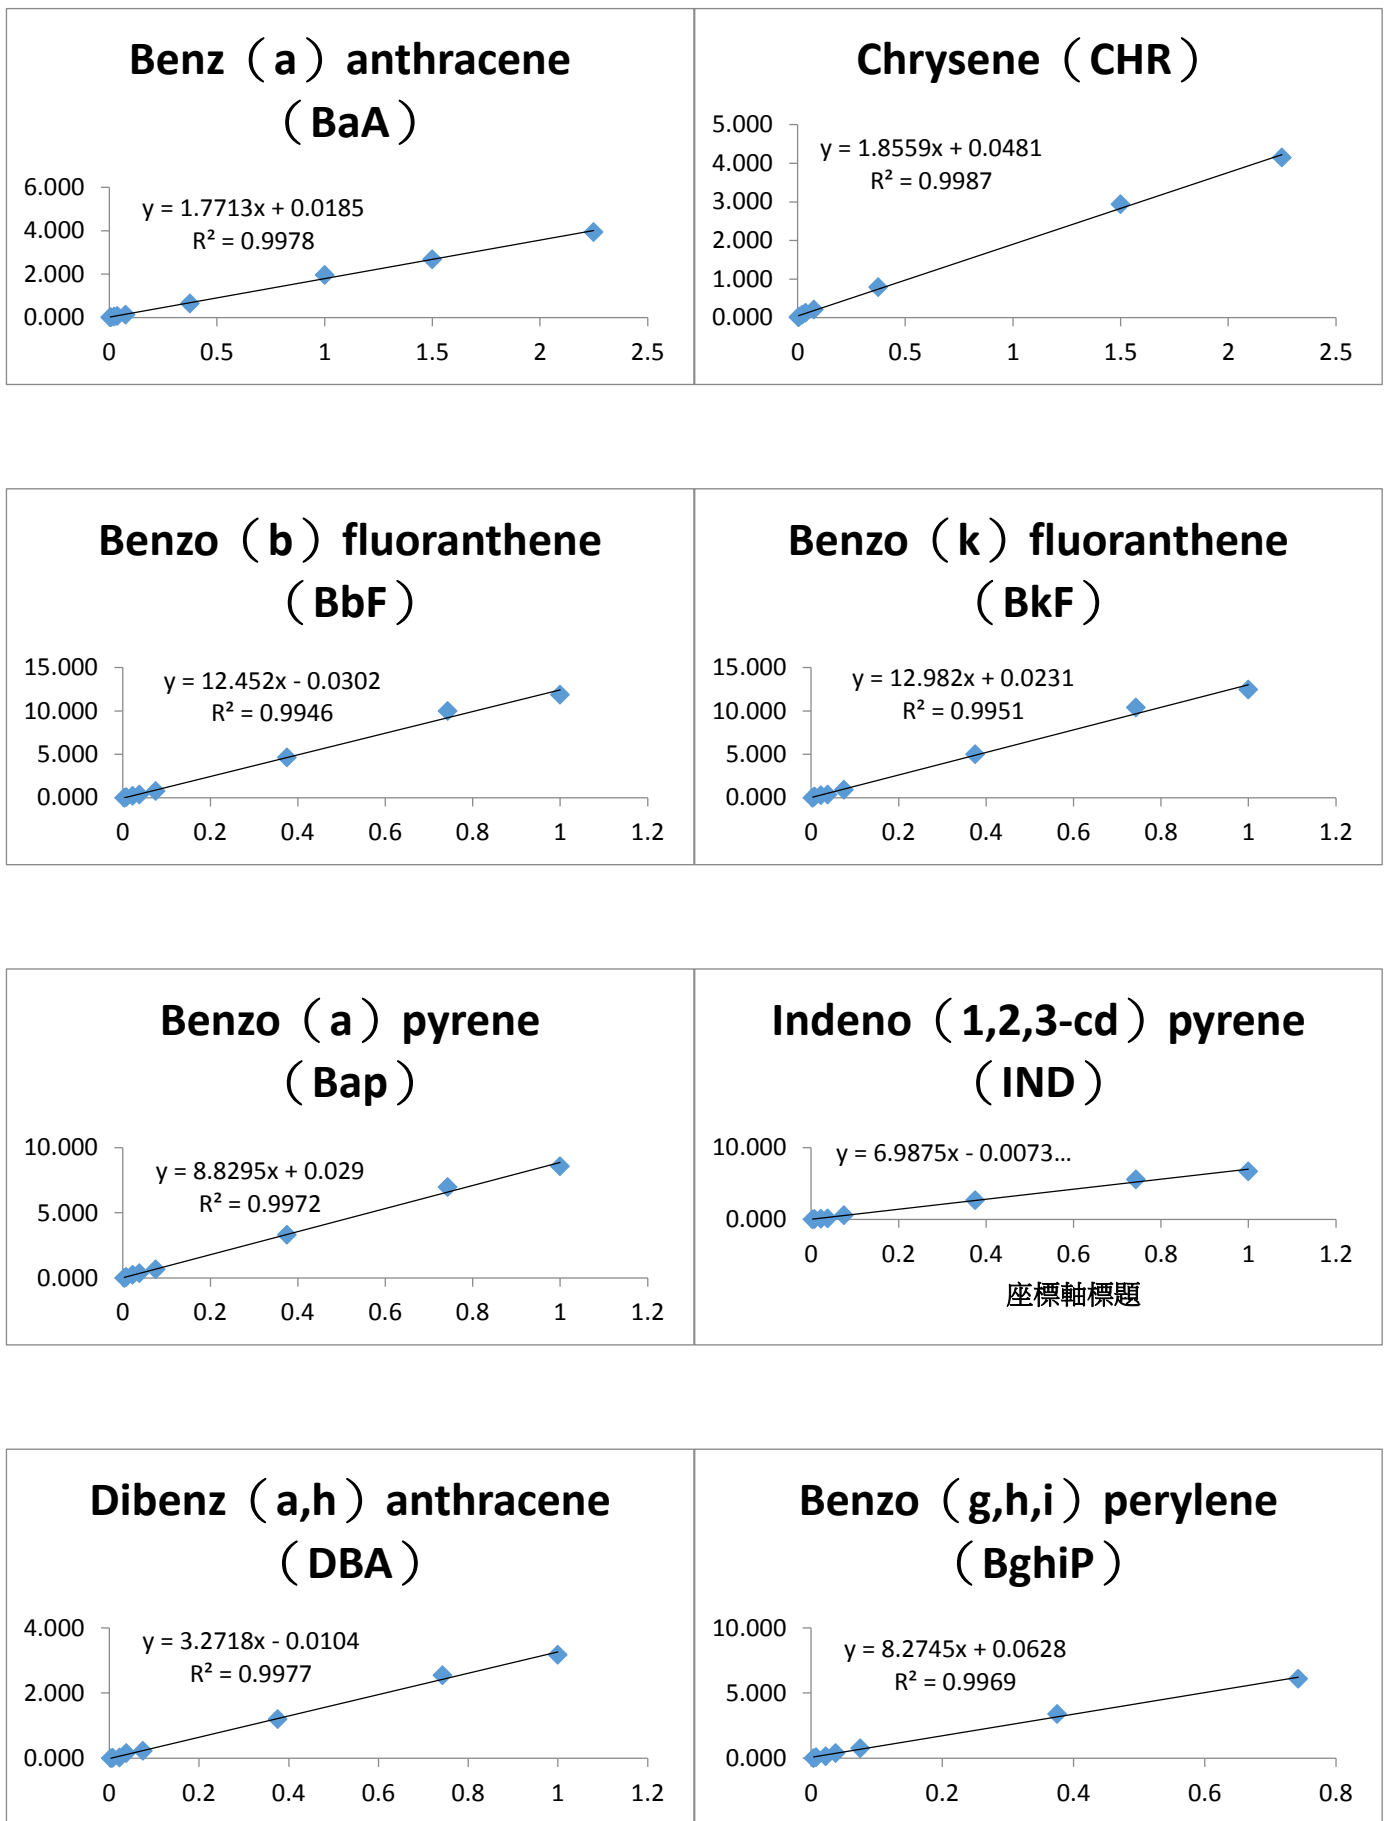 Benz（a）anthracene
（BaA）
6.000
4.000
2.000
0.000
y = 1.7713x + 0.0185
R² = 0.9978
0 0.5 1 1.5 2 2.5
Chrysene（CHR）
5.000
4.000
3.000
2.000
1.000
0.000
y = 1.8559x + 0.0481
R² = 0.9987
0 0.5 1 1.5 2 2.5
Benzo（b）fluoranthene
（BbF）
15.000
10.000
5.000
0.000
y = 12.452x - 0.0302
R² = 0.9946
0 0.2 0.4 0.6 0.8 1 1.2
Benzo（k）fluoranthene
（BkF）
15.000
10.000
5.000
0.000
y = 12.982x + 0.0231
R² = 0.9951
0 0.2 0.4 0.6 0.8 1 1.2
Benzo（a）pyrene
（Bap）
10.000
5.000
0.000
y = 8.8295x + 0.029
R² = 0.9972
0 0.2 0.4 0.6 0.8 1 1.2
Indeno（1,2,3-cd）pyrene
（IND）
10.000
0.000
y = 6.9875x - 0.0073...
0 0.2 0.4 0.6 0.8 1 1.2
座標軸標題
Dibenz（a,h）anthracene
（DBA）
4.000
2.000
0.000
y = 3.2718x - 0.0104
R² = 0.9977
0 0.2 0.4 0.6 0.8 1 1.2
Benzo（g,h,i）perylene
（BghiP）
10.000
5.000
0.000
y = 8.2745x + 0.0628
R² = 0.9969
0 0.2 0.4 0.6 0.8